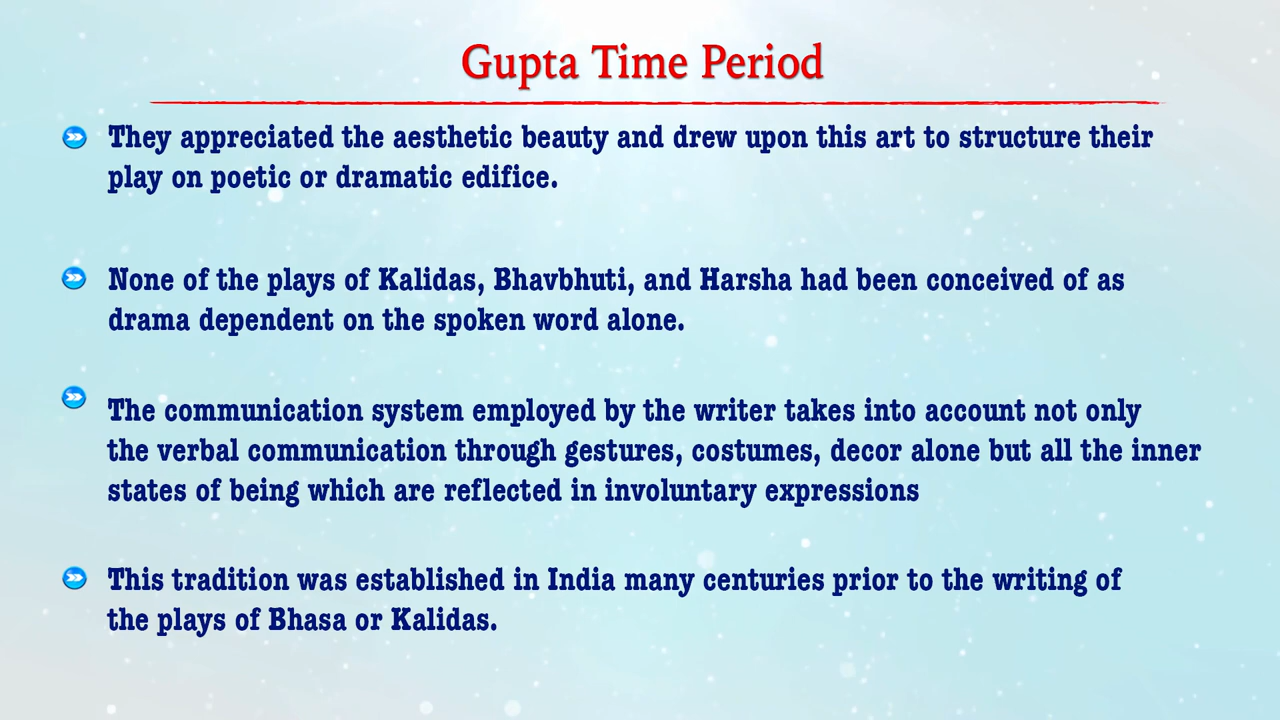 Gupta Time Period
They appreciated the aesthetic beauty and drew upon this art to structure their
play on poetic or dramatic edifice.
None of the plays of Kalidas, Bhavbhuti, and Harsha had been conceived of as
drama dependent on the spoken word alone.
The communication system employed by the writer takes into account not only
the verbal communication through gestures, costumes, decor alone but all the inner
states of being which are reflected in involuntary expressions
This tradition was established in India many centuries prior to the writing of
the plays of Bhasa or Kalidas.